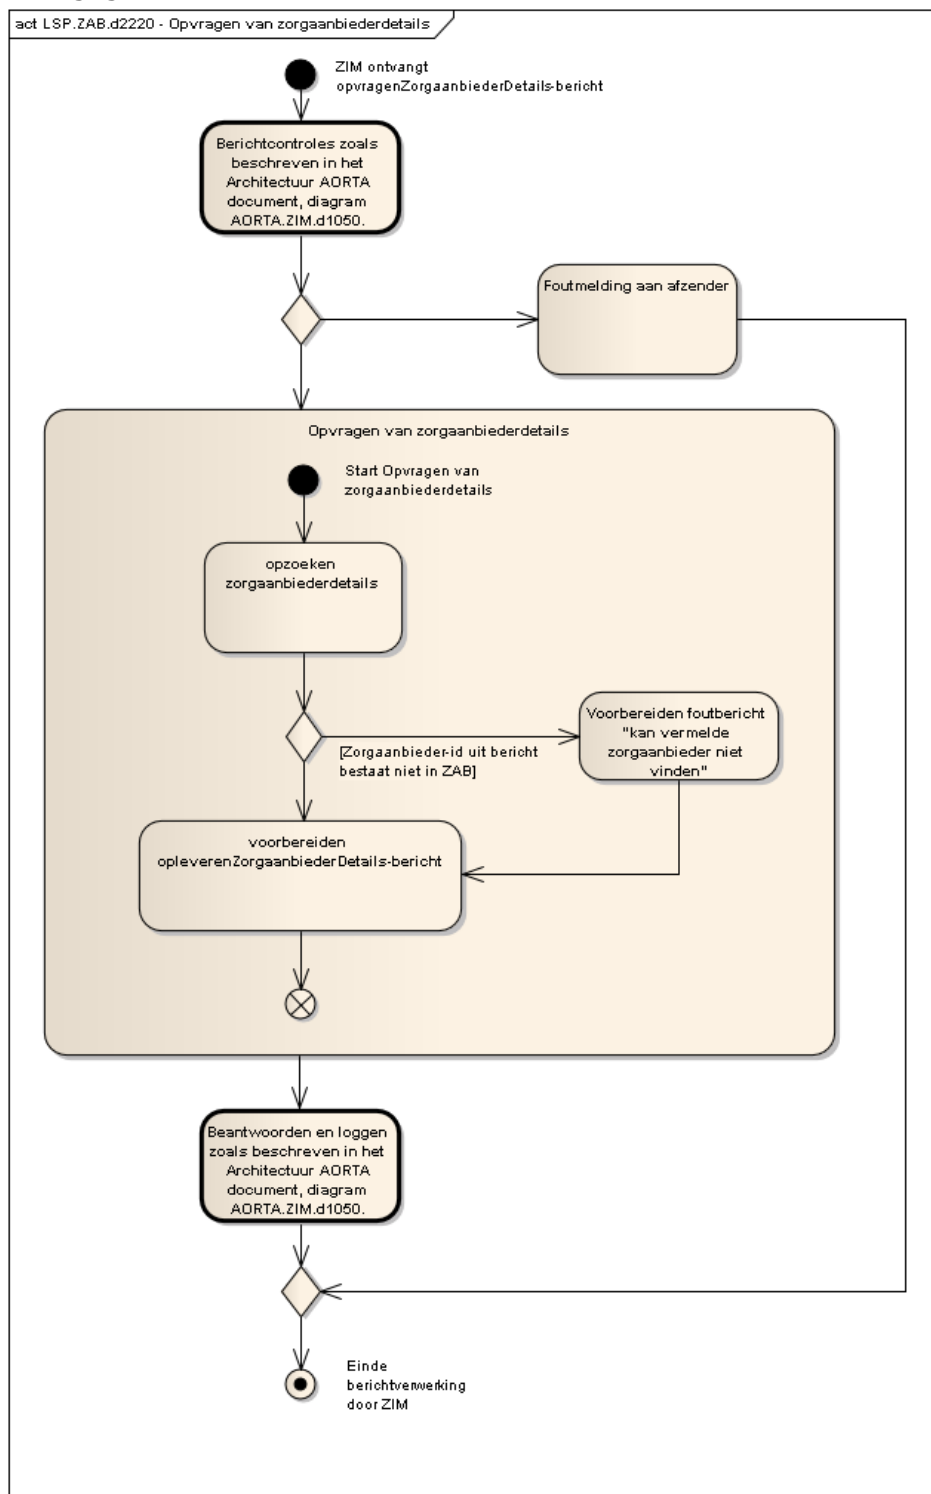 act LSP.ZAB.d2220 - Opvragen van zorgaanbiederdetails
ZIM ontvangt
opvragenZorgaanbiederDetails-bericht
Berichtcontroles zoals
beschreven in het
Architectuur AORTA
document, diagram
AORTA.ZIM.d1050.
Foutmelding aan afzender
Opvragen van zorgaanbiederdetails
Start Opvragen van
zorgaanbiederdetails
opzoeken
zorgaanbiederdetails
[Zorgaanbieder-id uit bericht
bestaat niet in ZAB]
Voorbereiden foutbericht
"kan vermelde
zorgaanbieder niet
vinden"
voorbereiden
opleverenZorgaanbiederDetails-bericht
Beantwoorden en loggen
zoals beschreven in het
Architectuur AORTA
document, diagram
AORTA.ZIM.d1050.
Einde
berichtverwerking
door ZIM